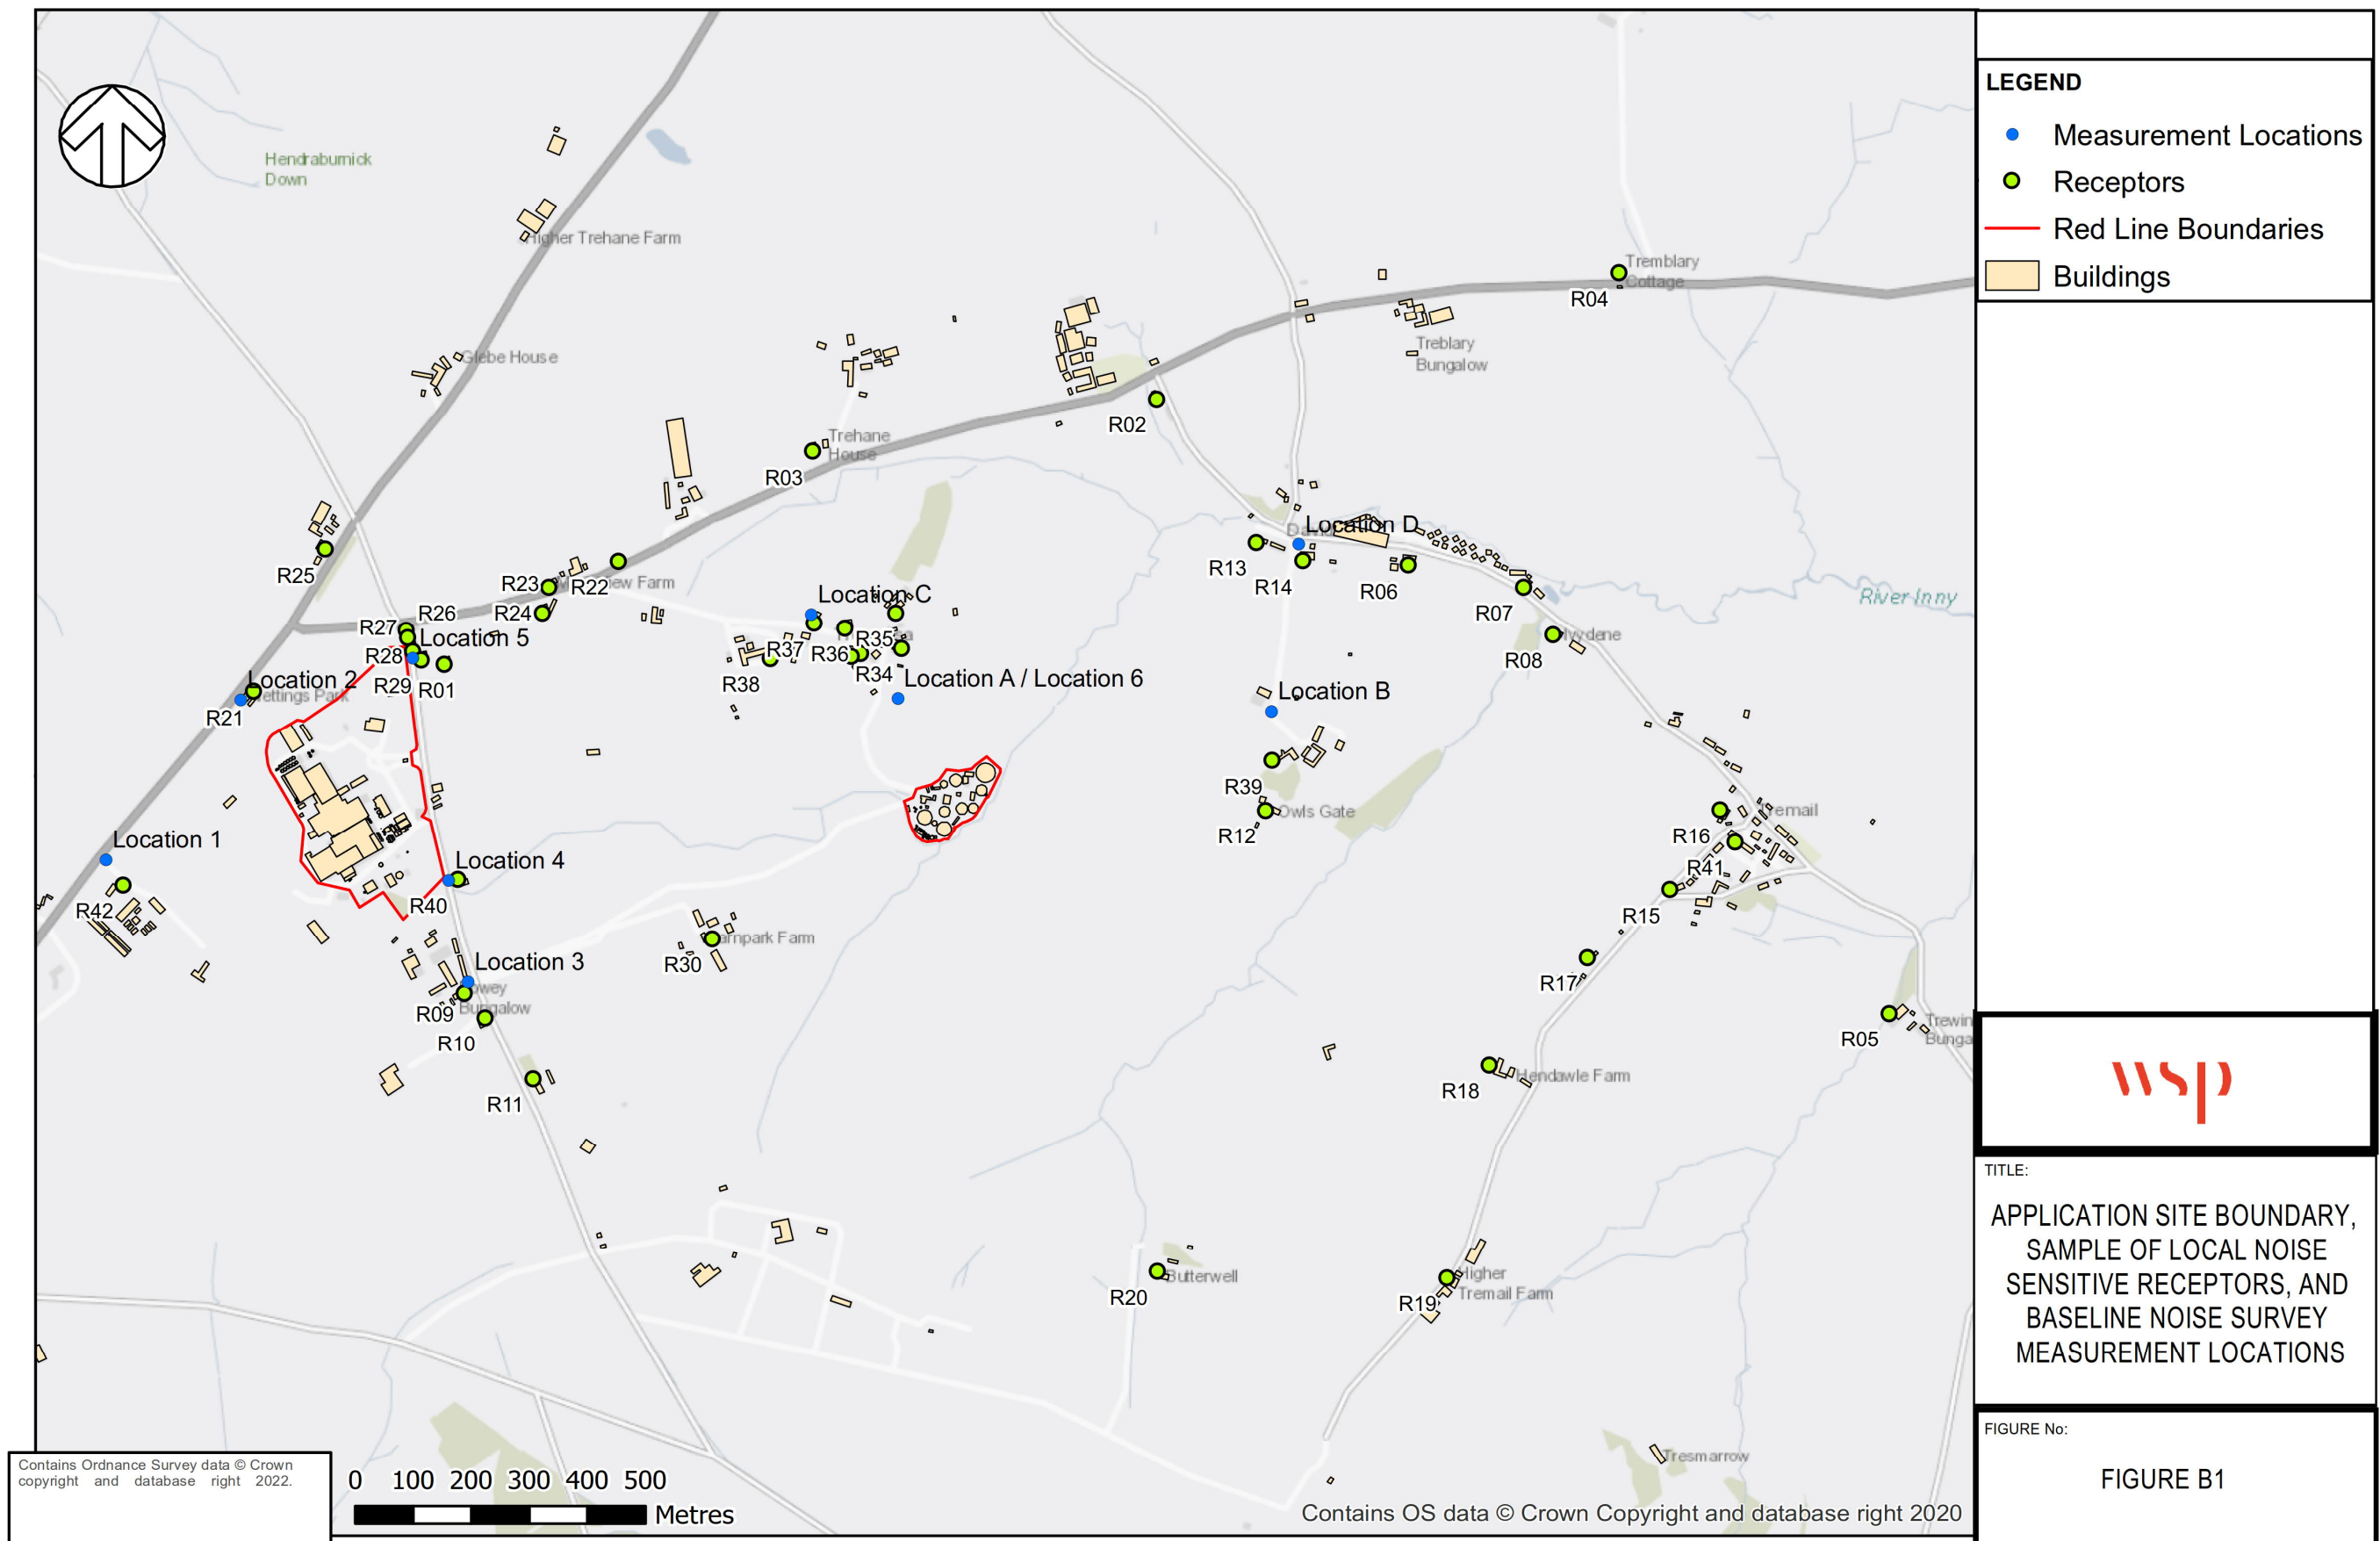 Hendraburnick
Down
Higher Trehane Farm
Glebe House
Tremblary
Cottage
R04
Treblary
Bungalow
R02
Trehane
House
R03
R25
R23
R22
R24
R26
R27
Location 5
R28
R29
R01
Location 2
R21
Location C
R35
R37
R36
R34
R38
Location A / Location 6
Location D
R13
R14
R06
R07
River Inny
R08
Location B
R39
Owls Gate
R12
Tremail
R16
R41
R15
R17
Location 1
R42
Location 4
R40
Location 3
R09
Bungalow
R10
R11
R30
R05
R18
Hendawle Farm
R20
Butterwell
Higher
Tremail Farm
R19
Tresmarrow
Contains Ordnance Survey data © Crown
copyright and database right 2022.
0 100 200 300 400 500
Metres
Contains OS data © Crown Copyright and database right 2020
LEGEND
Measurement Locations
Receptors
Red Line Boundaries
Buildings
wsp
TITLE:
APPLICATION SITE BOUNDARY,
SAMPLE OF LOCAL NOISE
SENSITIVE RECEPTORS, AND
BASELINE NOISE SURVEY
MEASUREMENT LOCATIONS
FIGURE No:
FIGURE B1